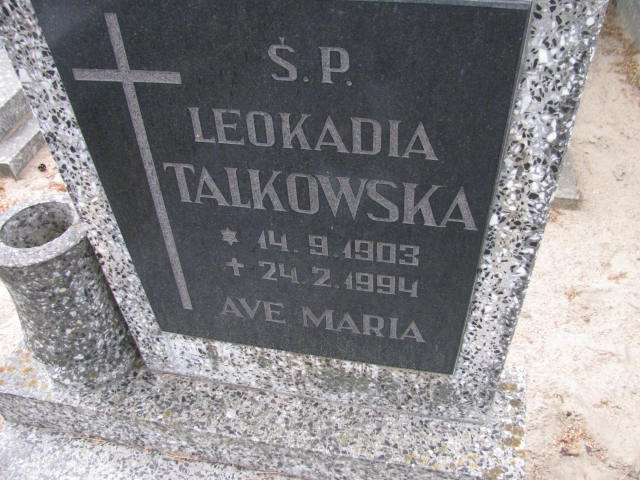 Ś.P.
LEOKADIA
TALKOWSKA
* 14.9.1903
+ 24.2.1994
AVE MARIA